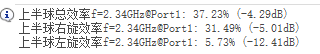 上半球总效率f=2.34GHz@Port1: 37.23% (-4.29dB)
上半球右旋效率f=2.34GHz@Port1: 31.49% (-5.01dB)
上半球左旋效率f=2.34GHz@Port1: 5.73% (-12.41dB)